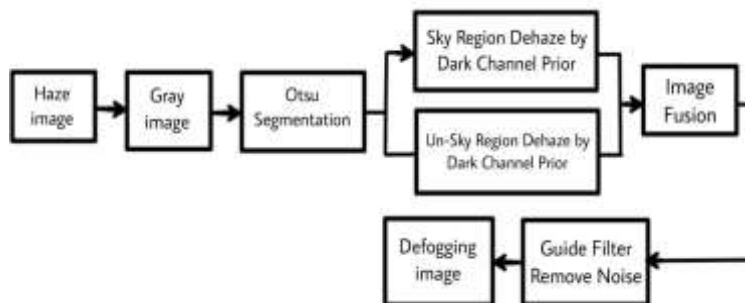 Haze
image
Gray
image
Otsu
Segmentation
Sky Region Dehaze by
Dark Channel Prior
Un-Sky Region Dehaze by
Dark Channel Prior
Image
Fusion
Defogging
image
Guide Filter
Remove Noise